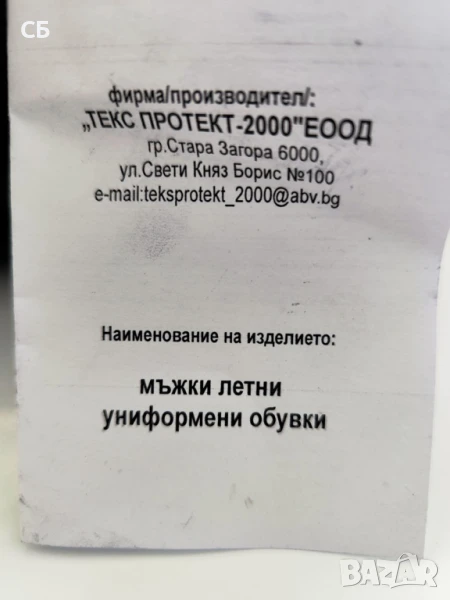 СБ
фирма/производител/:
„ТЕКС ПРОТЕКТ-2000"ЕООД
гр.Стара Загора 6000,
ул.Свети Княз Борис №100
e-mail:teksprotekt_2000@abv.bg
Наименование на изделието:
мъжки летни
униформени обувки
BAZAR